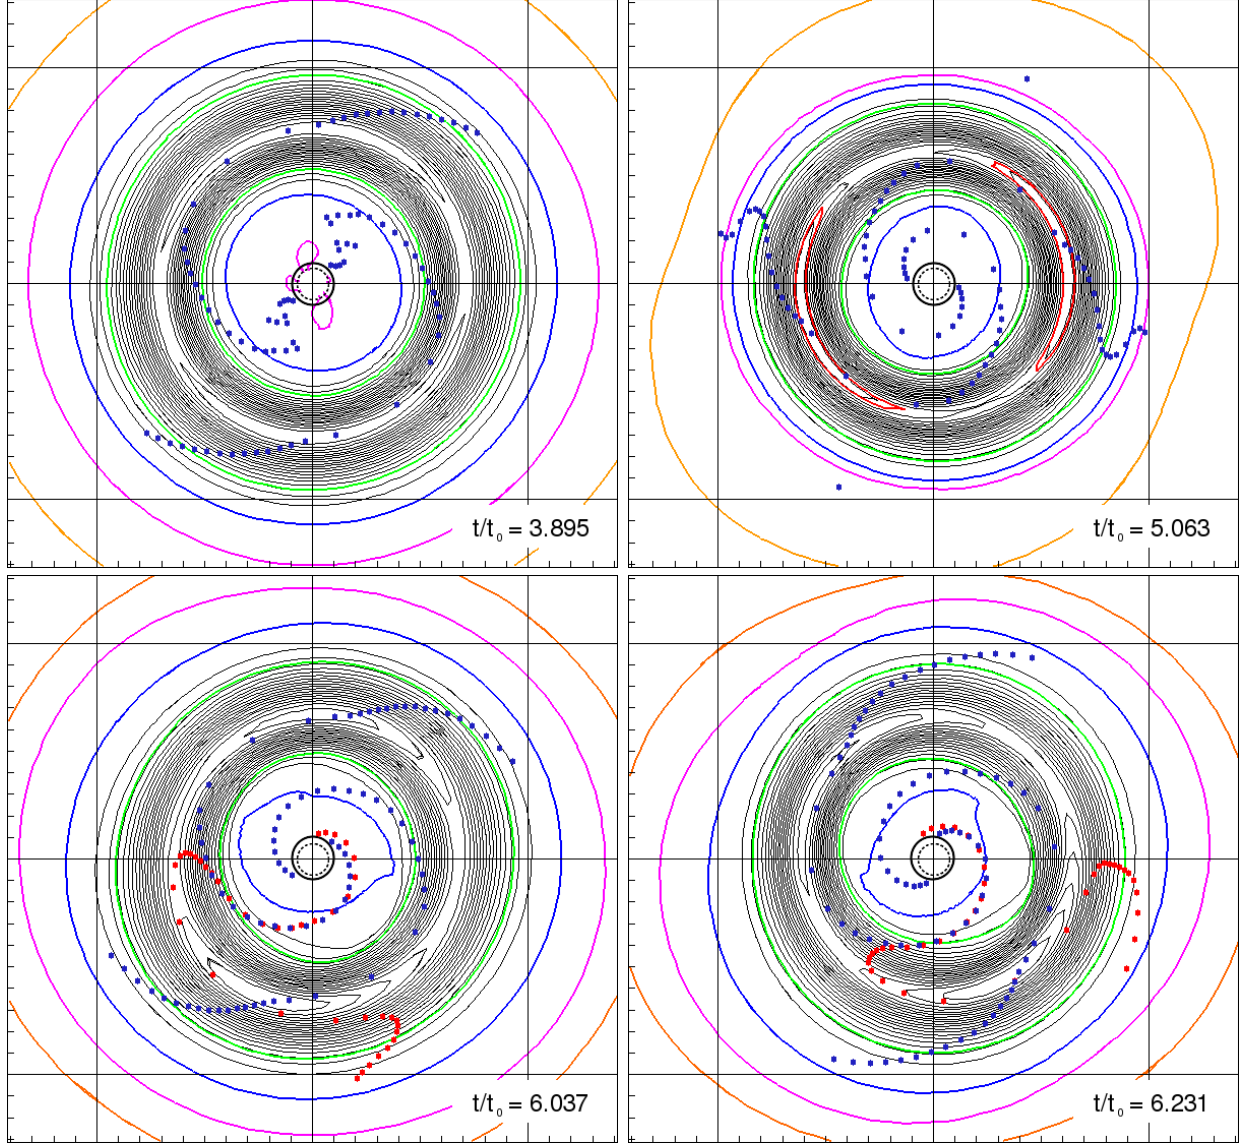 t/t₀ = 3.895
t/t₀ = 5.063
t/t₀ = 6.037
t/t₀ = 6.231